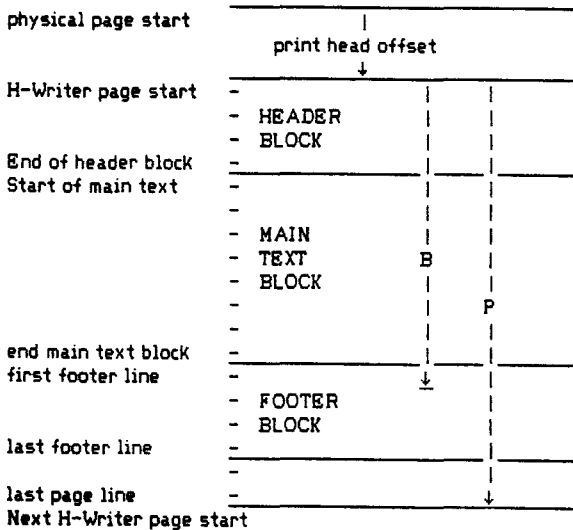 physical page start
print head offset
H-Writer page start
HEADER
BLOCK
End of header block
Start of main text
MAIN
TEXT B
BLOCK
P
end main text block
first footer line
FOOTER
BLOCK
last footer line
last page line
Next H-Writer page start